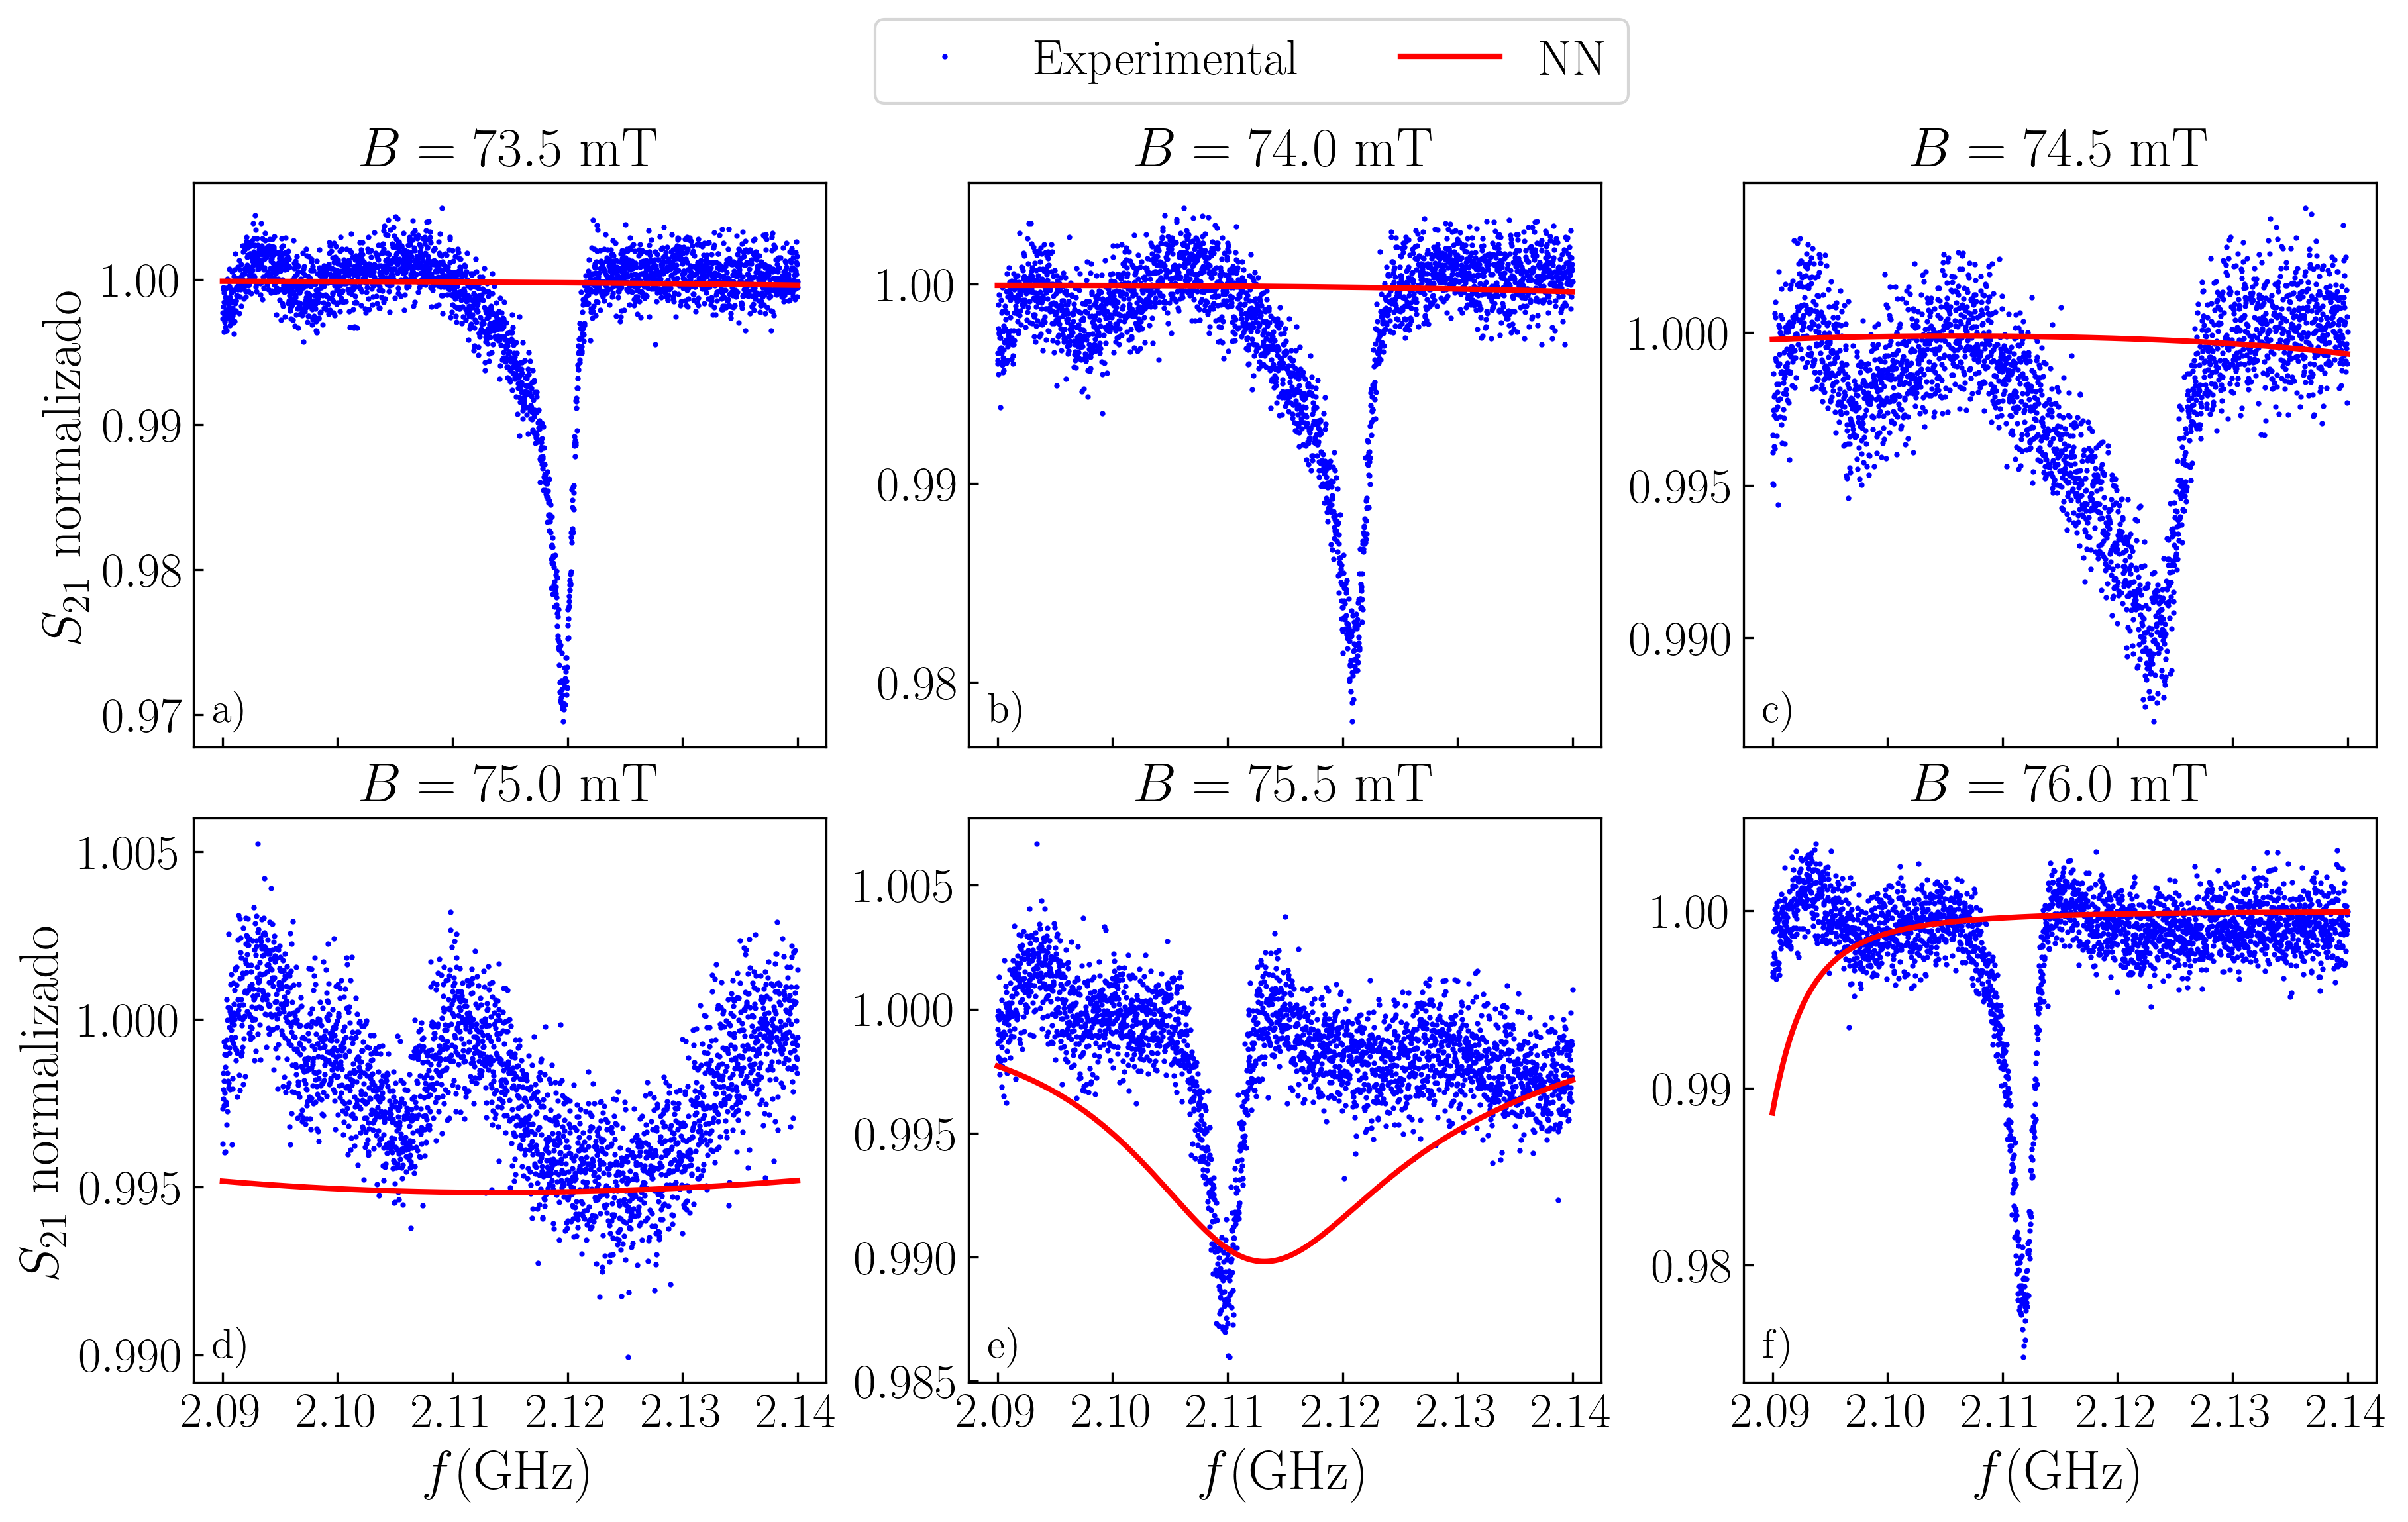 Experimental NN
B = 73.5 mT B = 74.0 mT B = 74.5 mT
S21 normalizado
1.00
0.99
0.98
0.97
a)
1.00
0.99
0.98
b)
1.000
0.995
0.990
c)
B = 75.0 mT B = 75.5 mT B = 76.0 mT
S21 normalizado
1.005
1.000
0.995
0.990
d)
1.005
1.000
0.995
0.990
0.985
e)
1.00
0.99
0.98
f)
2.09 2.10 2.11 2.12 2.13 2.14
2.09 2.10 2.11 2.12 2.13 2.14
2.09 2.10 2.11 2.12 2.13 2.14
f(GHz) f(GHz) f(GHz)